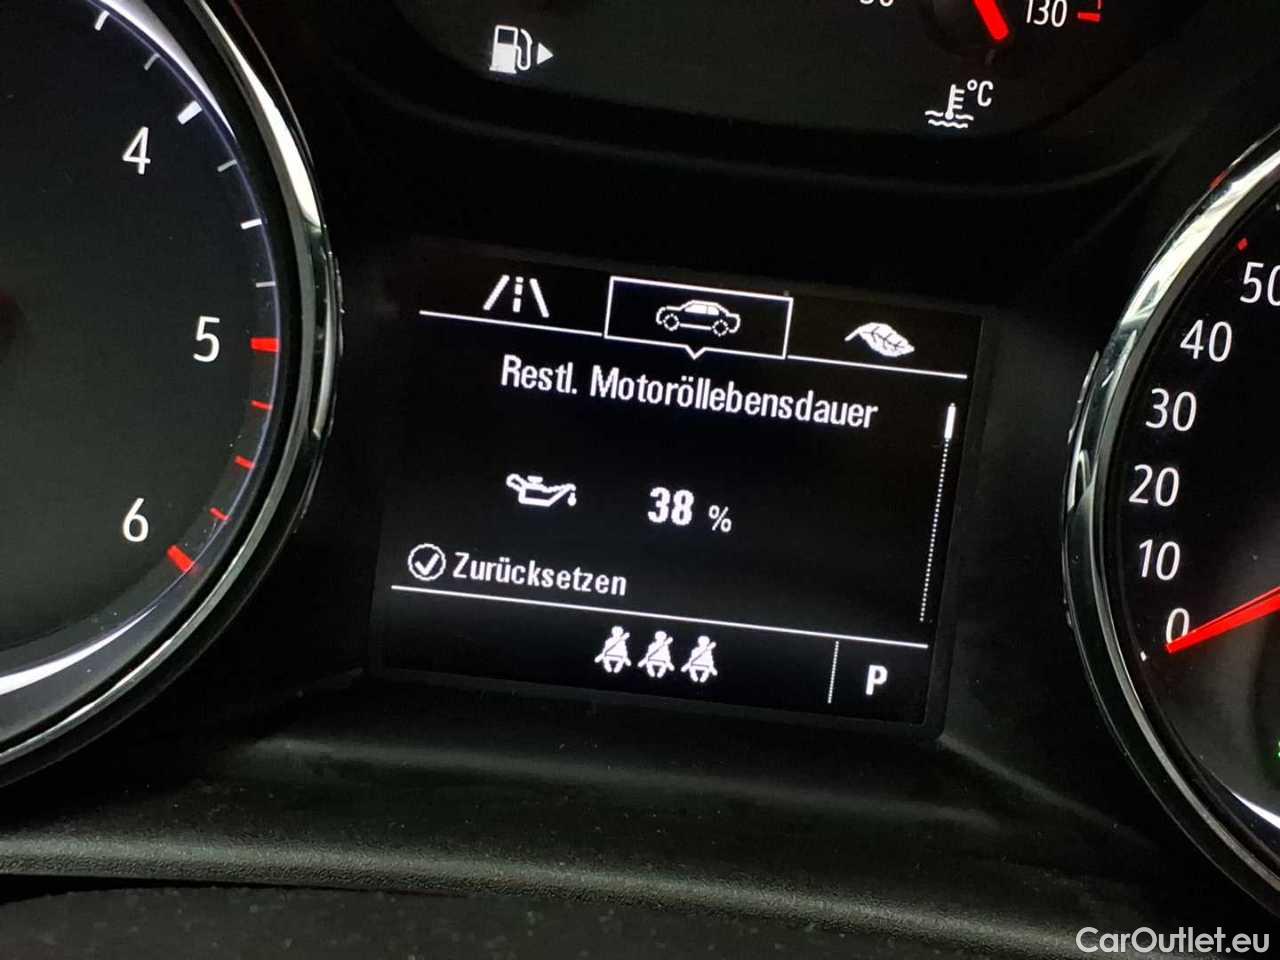 130
°C
4
5
6
Restl. Motoröllebensdauer
38 %
Zurücksetzen
P
50
40
30
20
10
0
CarOutlet.eu